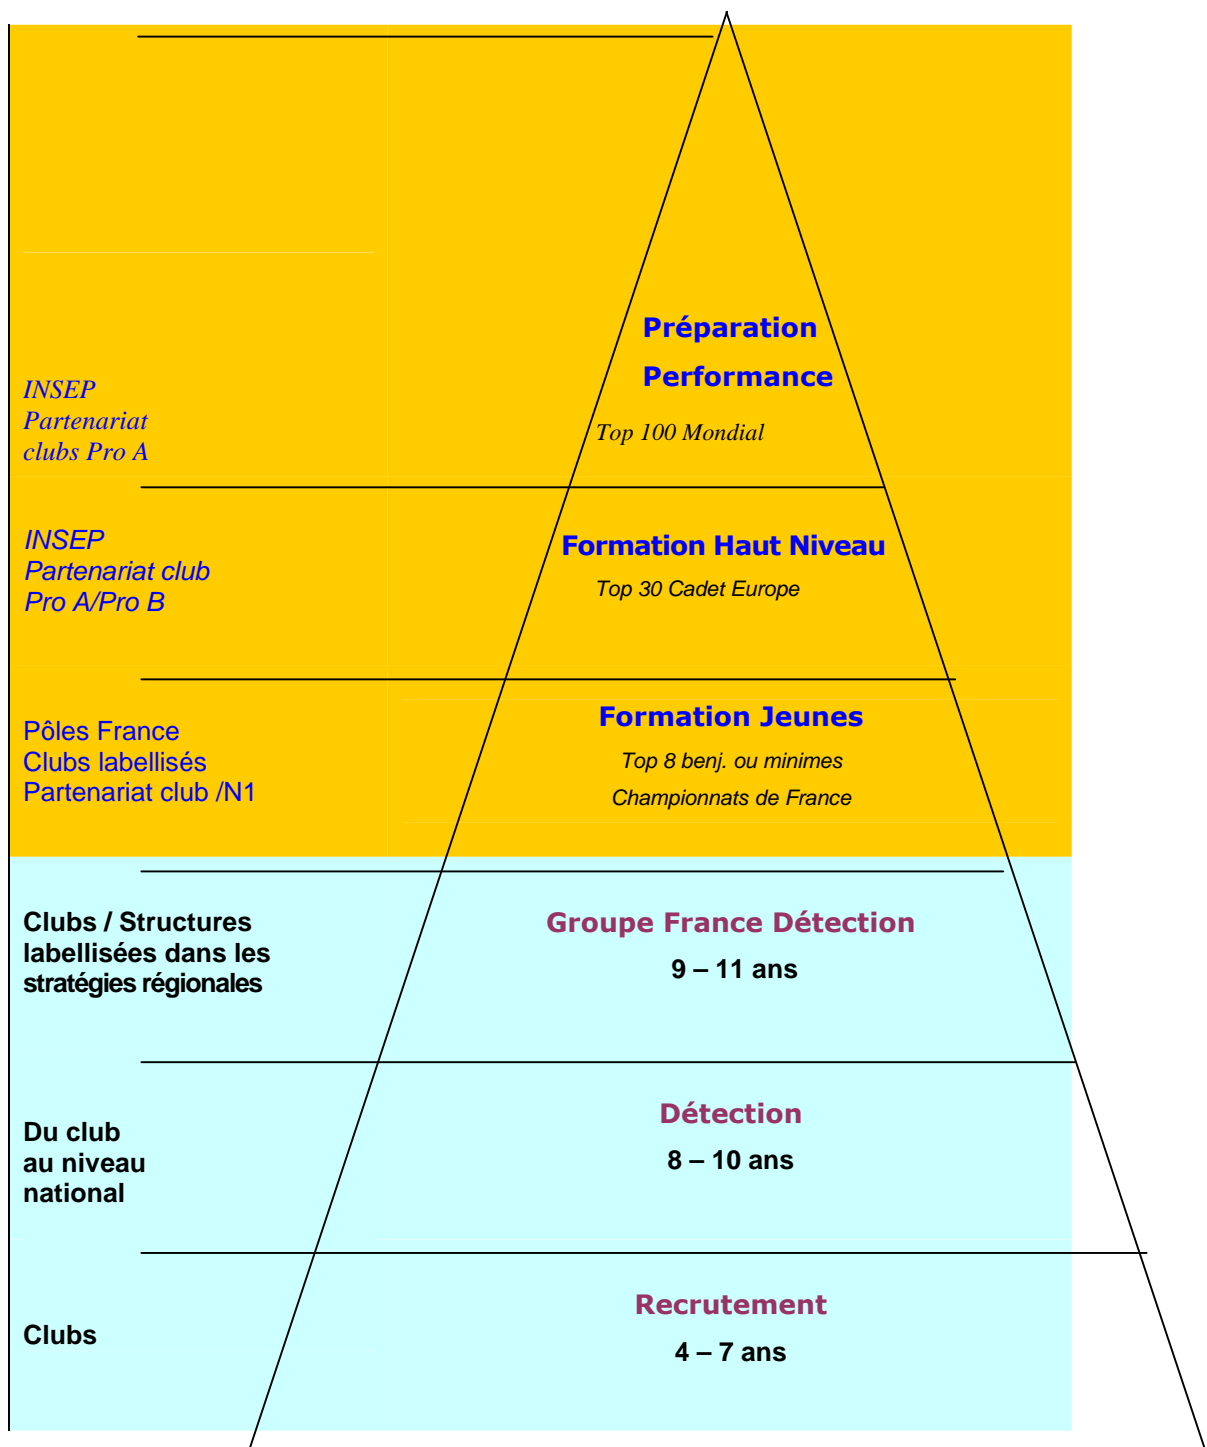 Préparation
Performance
INSEP
Partenariat
clubs Pro A
Top 100 Mondial
INSEP
Partenariat club
Pro A/Pro B
Formation Haut Niveau
Top 30 Cadet Europe
Pôles France
Clubs labellisés
Partenariat club /N1
Formation Jeunes
Top 8 benj. ou minimes
Championnats de France
Clubs / Structures
labellisées dans les
stratégies régionales
Groupe France Détection
9 – 11 ans
Du club
au niveau
national
Détection
8 – 10 ans
Clubs
Recrutement
4 – 7 ans